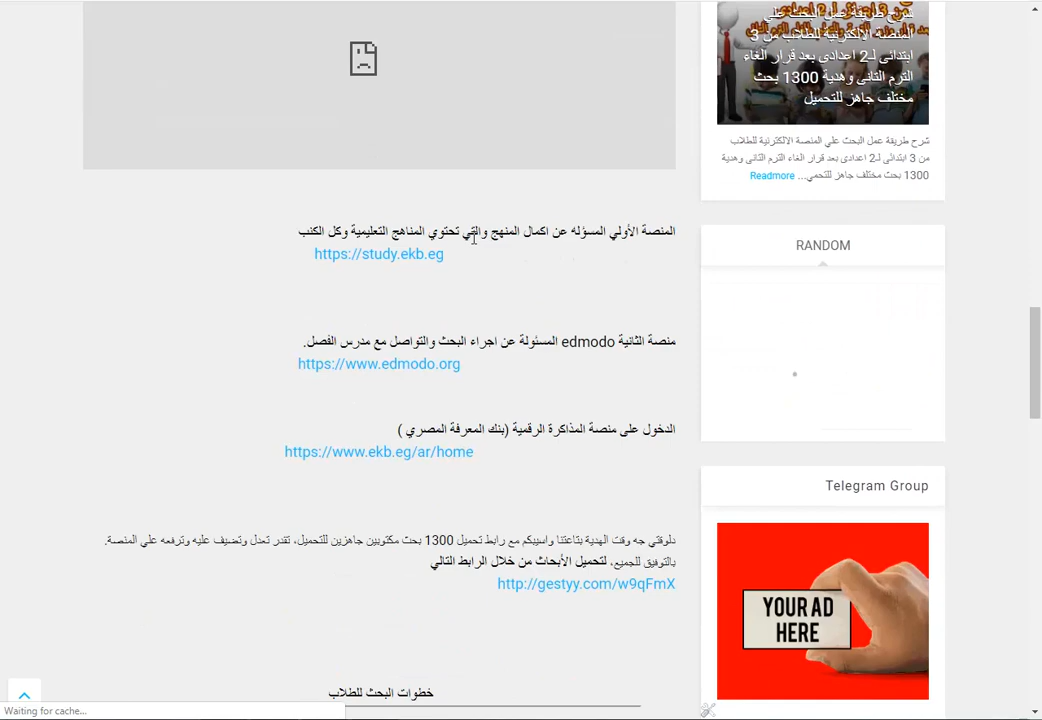 شرح طريقة عمل البحث علي
المنصة الالكترنية للطلاب من 3
ابتدائى لـ2 اعدادى بعد قرار الغاء
الترم الثانى وهدية 1300 بحث
مختلف جاهز للتحميل
شرح طريقة عمل البحث علي المنصة الالكترنية للطلاب
من 3 ابتدائى لـ2 اعدادى بعد قرار الغاء الترم الثانى وهدية
1300 بحث مختلف جاهز للتحمي... Readmore
المنصة الأولي المسؤله عن اكمال المنهج والتي تحتوي المناهج التعليمية وكل الكتب
https://study.ekb.eg
RANDOM
منصة الثانية edmodo المسئولة عن اجراء البحث والتواصل مع مدرس الفصل.
https://www.edmodo.org
الدخول على منصة المذاكرة الرقمية (بنك المعرفة المصري )
https://www.ekb.eg/ar/home
Telegram Group
دلوقتي جه وقت الهدية بتاعتنا واسيبكم مع رابط تحميل 1300 بحث مكتوبين جاهزين للتحميل، تقدر تعدل وتضيف عليه وترفعه علي المنصة.
بالتوفيق للجميع، لتحميل الأبحاث من خلال الرابط التالي
http://gestyy.com/w9qFmX
YOUR AD
HERE
خطوات البحث للطلاب
Waiting for cache...